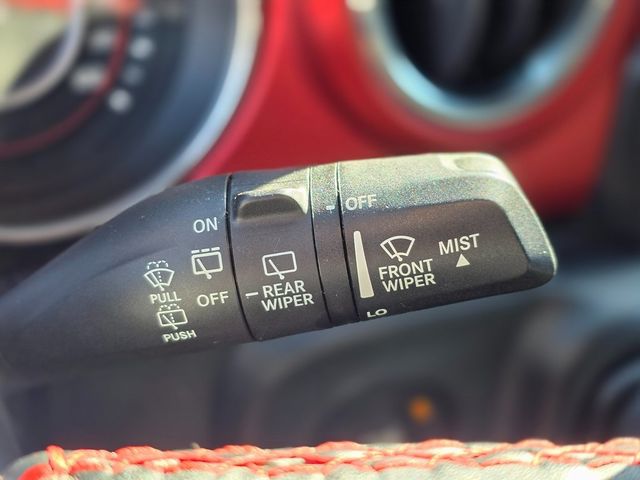 ON
PULL
OFF
PUSH
REAR
WIPER
OFF
FRONT
WIPER
MIST
LO